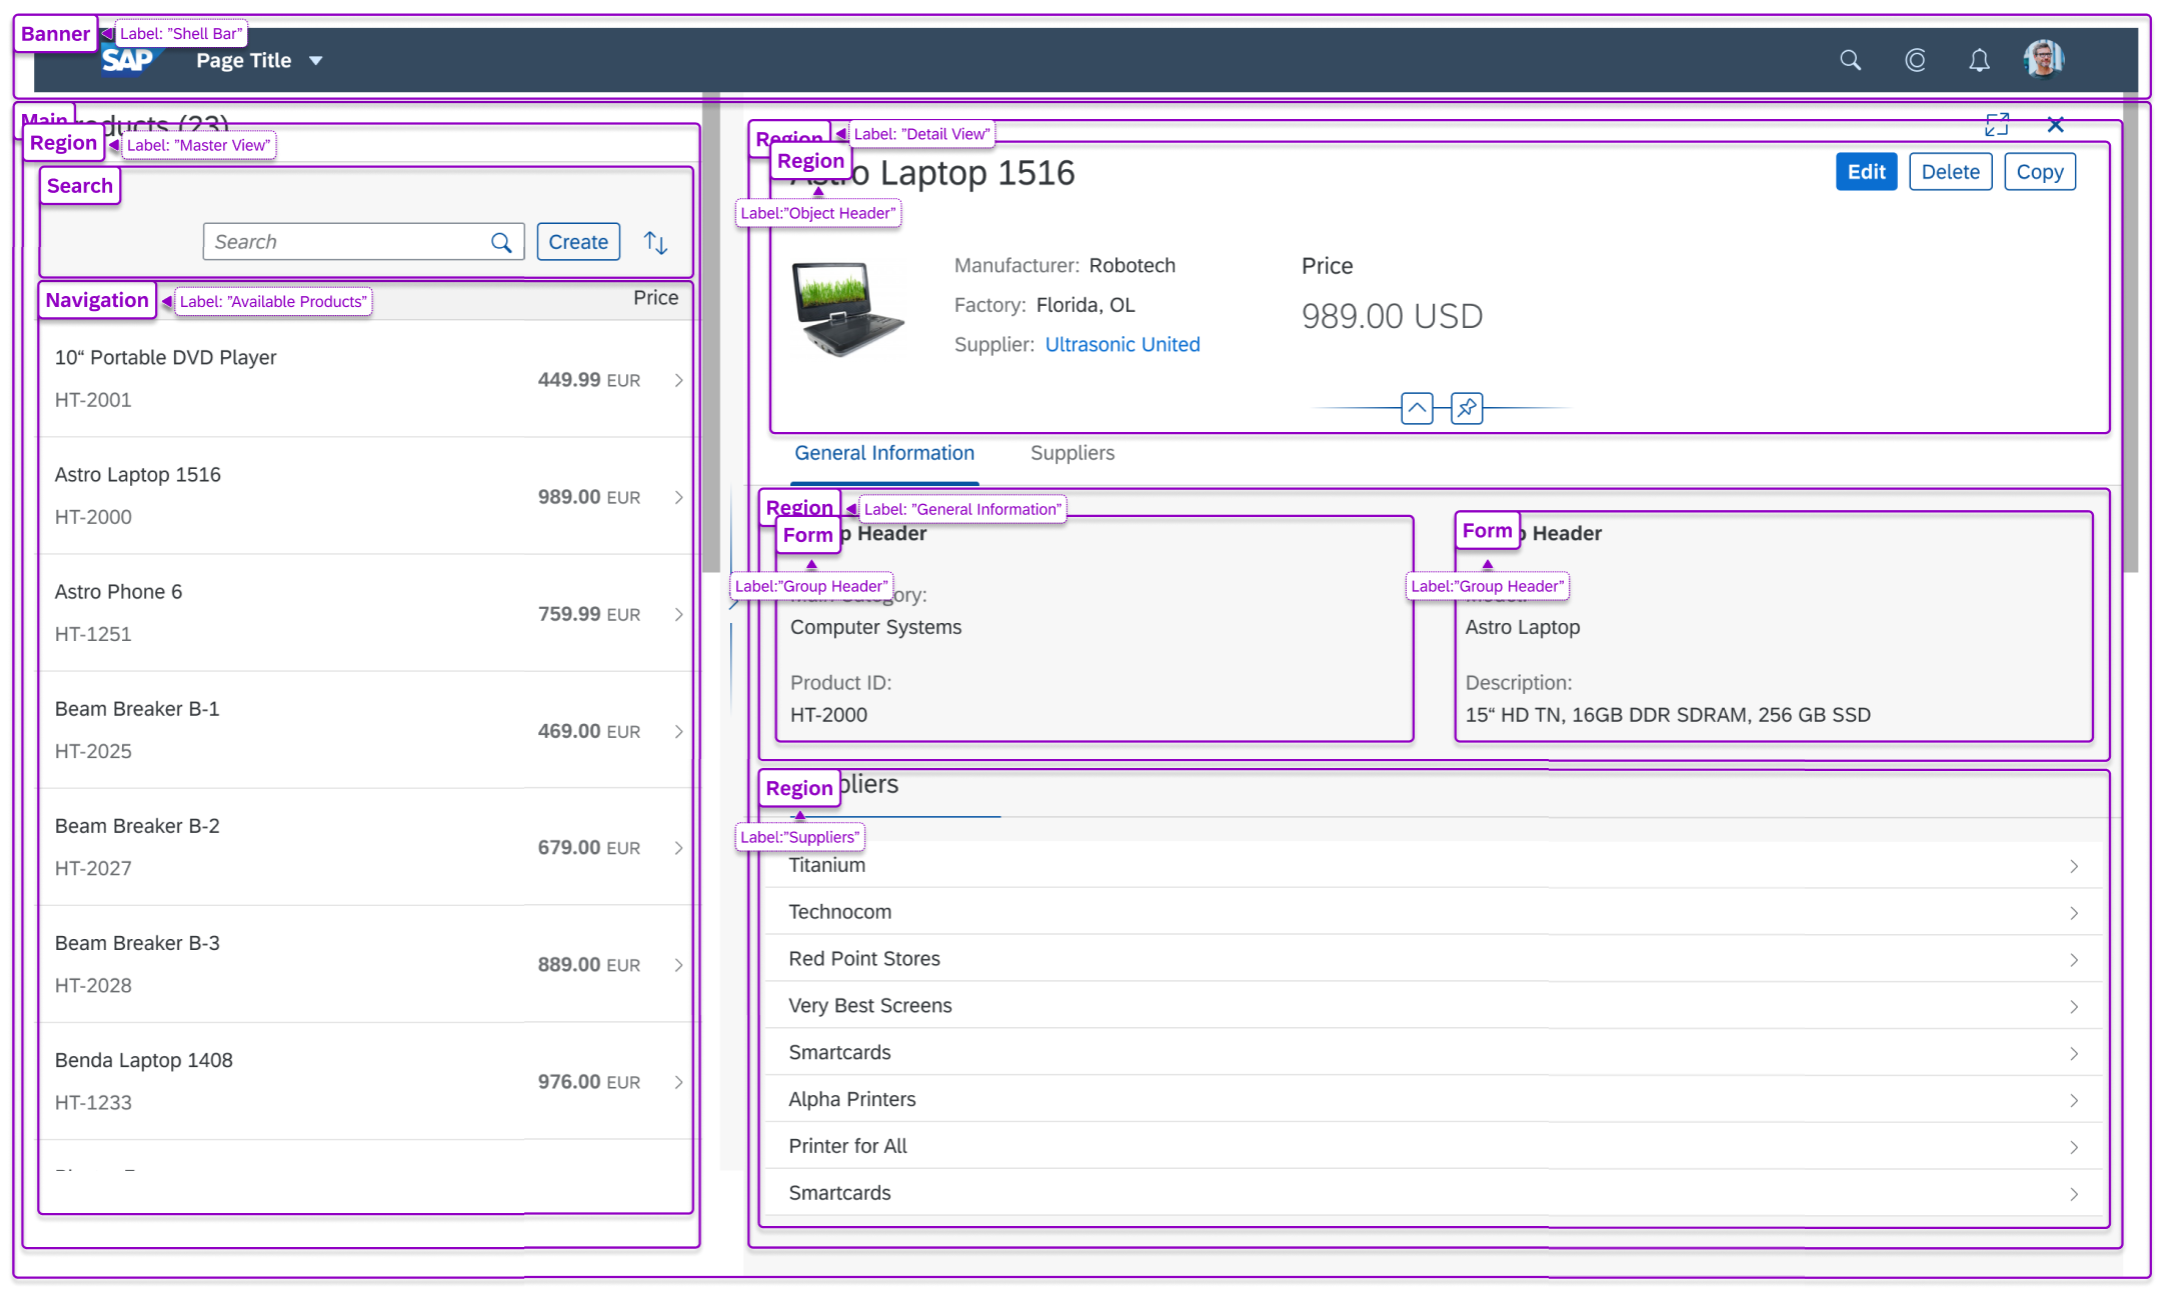 Banner
Label: ”Shell Bar”
SAP
Page Title
Main
ducts (23)
Region
Label: ”Master View”
Search
Search
Create
Navigation
Label: ”Available Products”
Price
10“ Portable DVD Player
HT-2001
449.99 EUR
Astro Laptop 1516
HT-2000
989.00 EUR
Astro Phone 6
HT-1251
759.99 EUR
Beam Breaker B-1
HT-2025
469.00 EUR
Beam Breaker B-2
HT-2027
679.00 EUR
Beam Breaker B-3
HT-2028
889.00 EUR
Benda Laptop 1408
HT-1233
976.00 EUR
Region
Label: ”Detail View”
Region
Astro Laptop 1516
Label:”Object Header”
Edit
Delete
Copy
Manufacturer: Robotech
Factory: Florida, OL
Supplier: Ultrasonic United
Price
989.00 USD
General Information
Suppliers
Region
Label: ”General Information”
Form
p Header
Label:”Group Header”
Main Category:
Computer Systems
Product ID:
HT-2000
Form
p Header
Label:”Group Header”
Model:
Astro Laptop
Description:
15“ HD TN, 16GB DDR SDRAM, 256 GB SSD
Region
pliers
Label:”Suppliers”
Titanium
Technocom
Red Point Stores
Very Best Screens
Smartcards
Alpha Printers
Printer for All
Smartcards